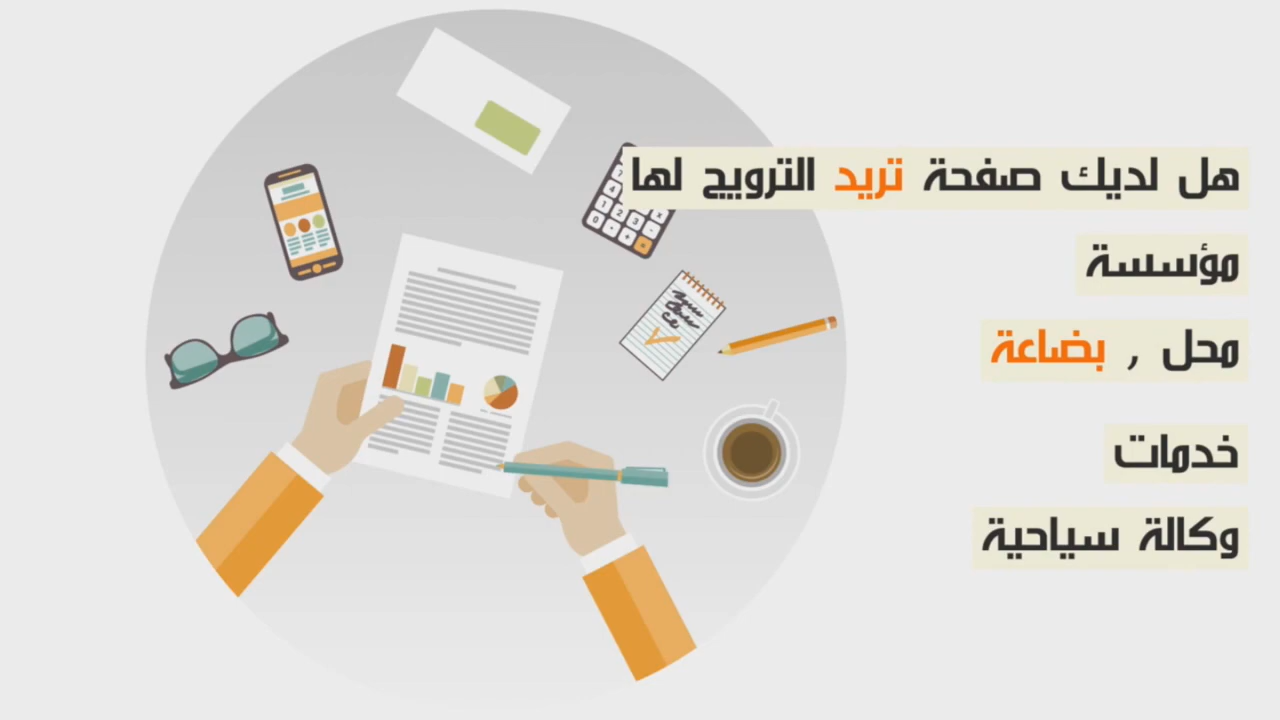 هل لديك صفحة تريد الترويج لها
مؤسسة
محل , بضاعة
خدمات
وكالة سياحية